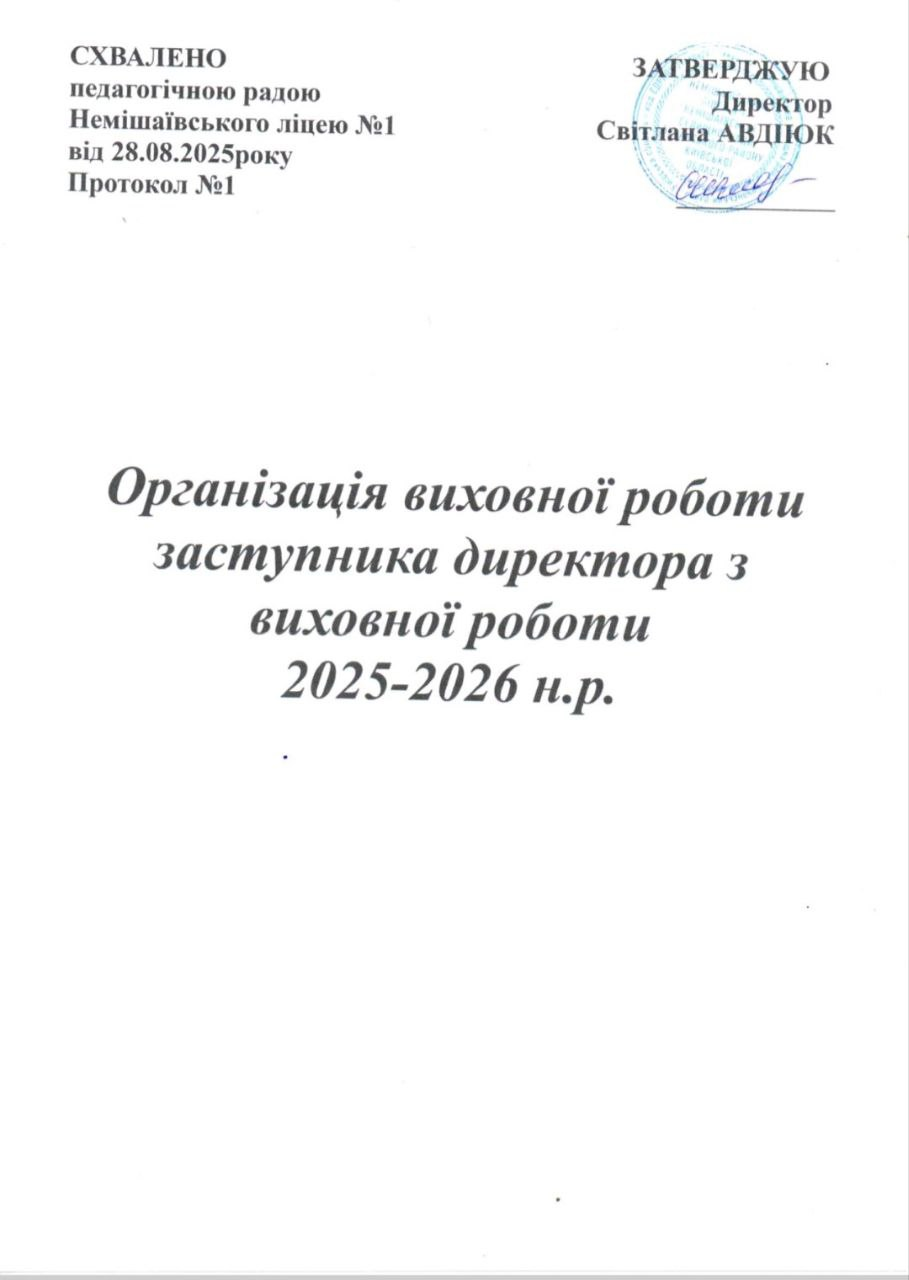 СХВАЛЕНО
педагогічною радою
Немішаївського ліцею №1
від 28.08.2025року
Протокол №1
ЗАТВЕРДЖУЮ
Директор
Світлана АВДІЮК
Організація виховної роботи
заступника директора з
виховної роботи
2025-2026 н.р.